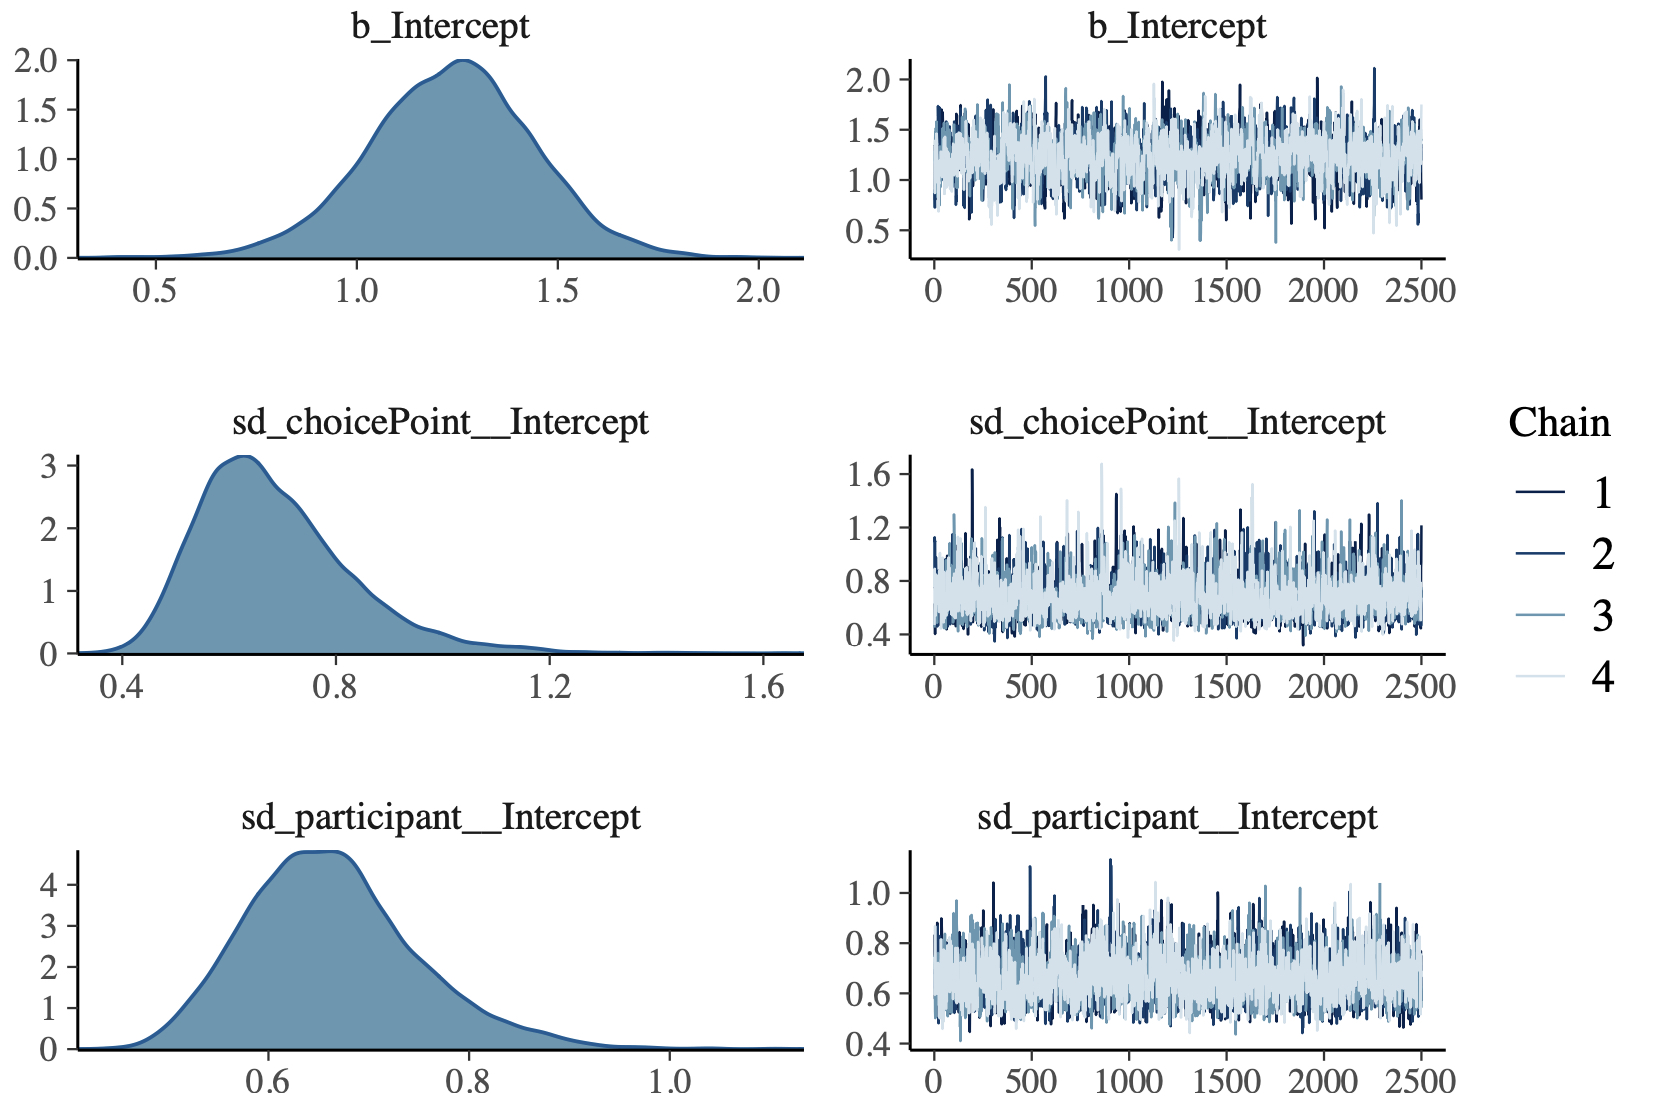 b_Intercept
2.0
1.5
1.0
0.5
0.0
0.5 1.0 1.5 2.0
b_Intercept
2.0
1.5
1.0
0.5
0 500 1000 1500 2000 2500
sd_choicePoint__Intercept
3
2
1
0
0.4 0.8 1.2 1.6
sd_choicePoint__Intercept
1.6
1.2
0.8
0.4
0 500 1000 1500 2000 2500
Chain
1
2
3
4
sd_participant__Intercept
4
3
2
1
0
0.6 0.8 1.0
sd_participant__Intercept
1.0
0.8
0.6
0.4
0 500 1000 1500 2000 2500